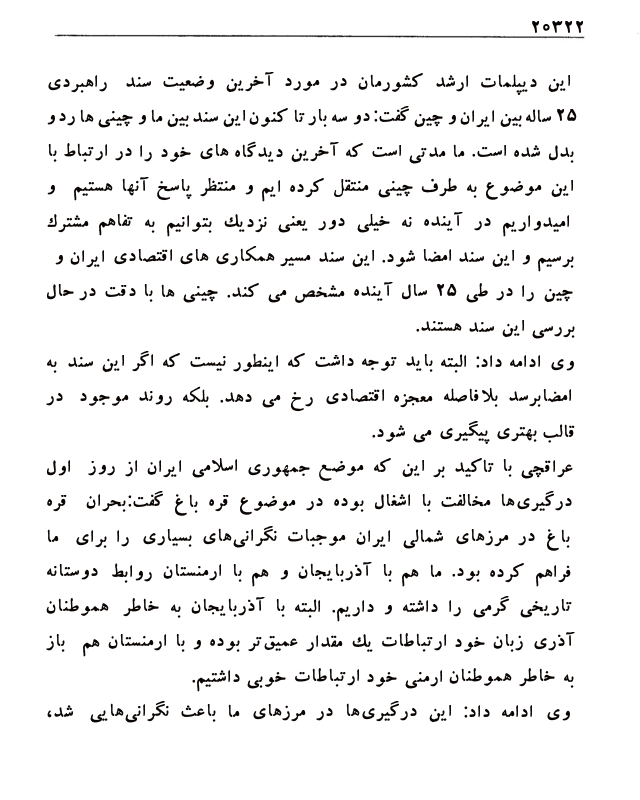 ۲۰۳۲۲
این دیپلمات ارشد کشورمان در مورد آخرین وضعیت سند راهبردی
۲۵ ساله بین ایران و چین گفت: دو سه بار تا کنون این سند بین ما و چینی ها رد و
بدل شده است. ما مدتی است که آخرین دیدگاه های خود را در ارتباط با
این موضوع به طرف چینی منتقل کرده ایم و منتظر پاسخ آنها هستیم و
امیدواریم در آینده نه خیلی دور یعنی نزدیك بتوانیم به تفاهم مشترك
برسیم و این سند امضا شود. این سند مسیر همکاری های اقتصادی ایران و
چین را در طی ۲۵ سال آینده مشخص می کند. چینی ها با دقت در حال
بررسی این سند هستند.
وی ادامه داد: البته باید توجه داشت که اینطور نیست که اگر این سند به
امضابرسد بلافاصله معجزه اقتصادی رخ می دهد. بلکه روند موجود در
قالب بهتری پیگیری می شود.
عراقچی با تاکید بر این که موضع جمهوری اسلامی ایران از روز اول
درگیری‌ها مخالفت با اشغال بوده در موضوع قره باغ گفت:بحران قره
باغ در مرزهای شمالی ایران موجبات نگرانی‌های بسیاری را برای ما
فراهم کرده بود. ما هم با آذربایجان و هم با ارمنستان روابط دوستانه
تاریخی گرمی را داشته و داریم. البته با آذربایجان به خاطر هموطنان
آذری زبان خود ارتباطات یك مقدار عمیق‌تر بوده و با ارمنستان هم باز
به خاطر هموطنان ارمنی خود ارتباطات خوبی داشتیم.
وی ادامه داد: این درگیری‌ها در مرزهای ما باعث نگرانی‌هایی شد،